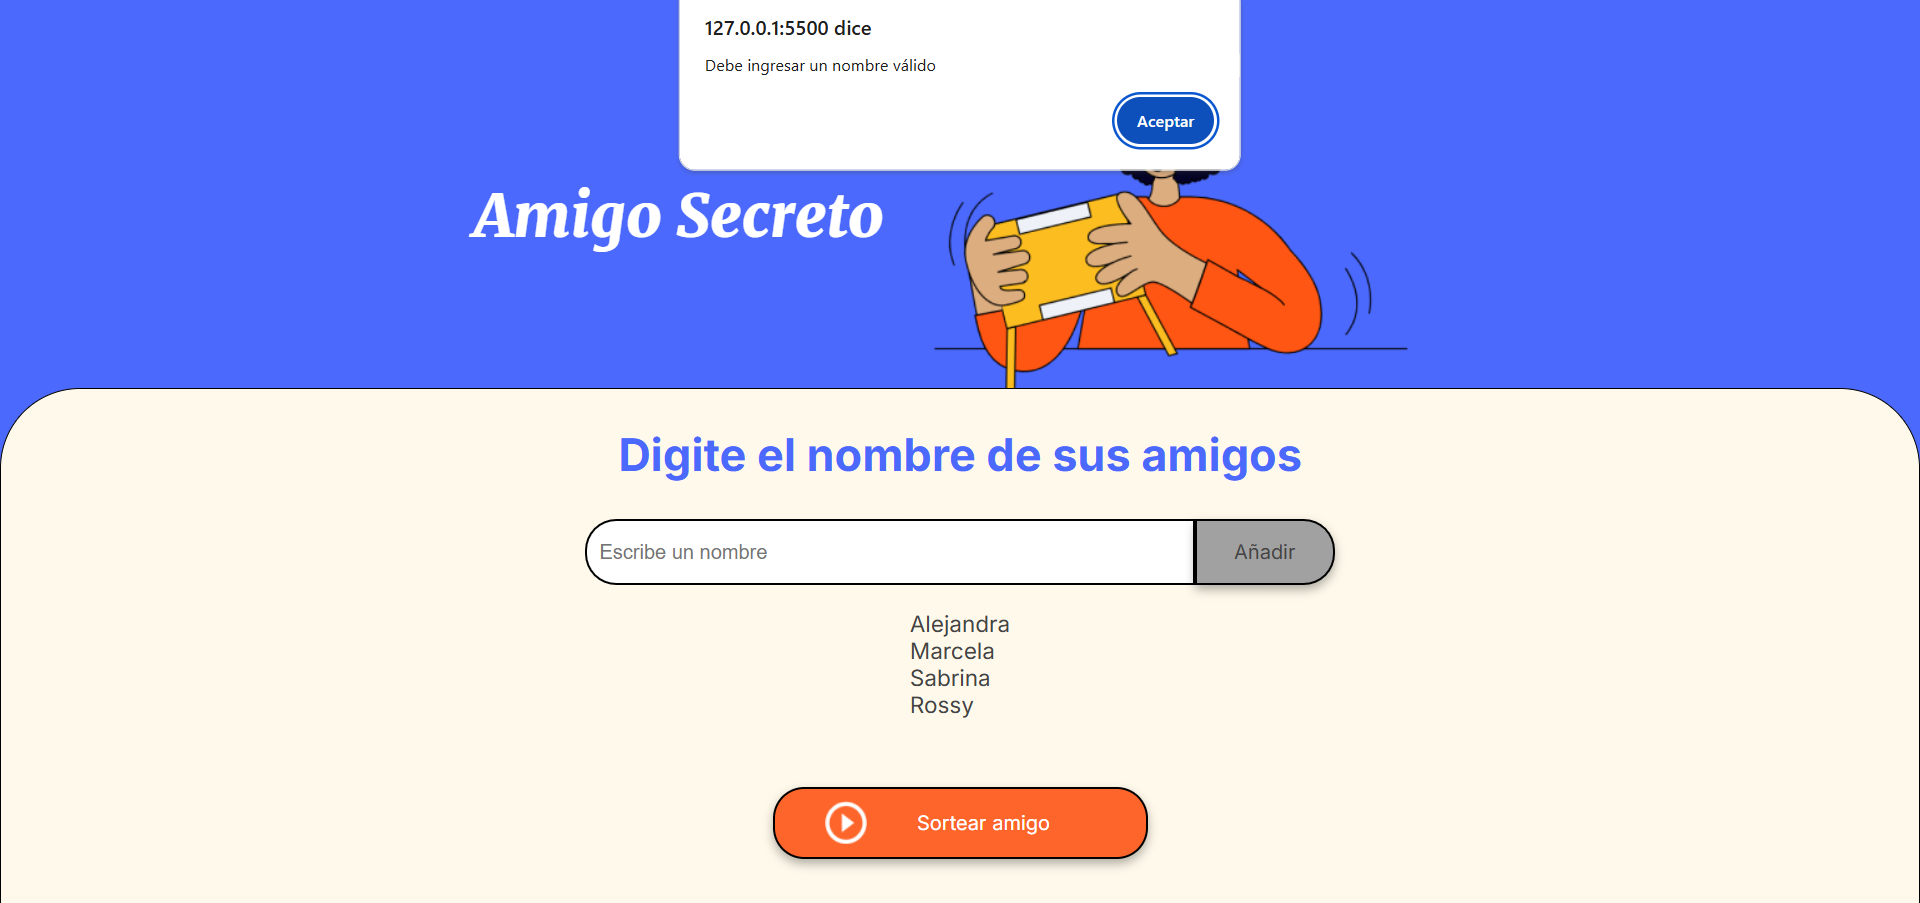 127.0.0.1:5500 dice
Debe ingresar un nombre válido
Aceptar
Amigo Secreto
Digite el nombre de sus amigos
Escribe un nombre
Añadir
Alejandra
Marcela
Sabrina
Rossy
Sortear amigo